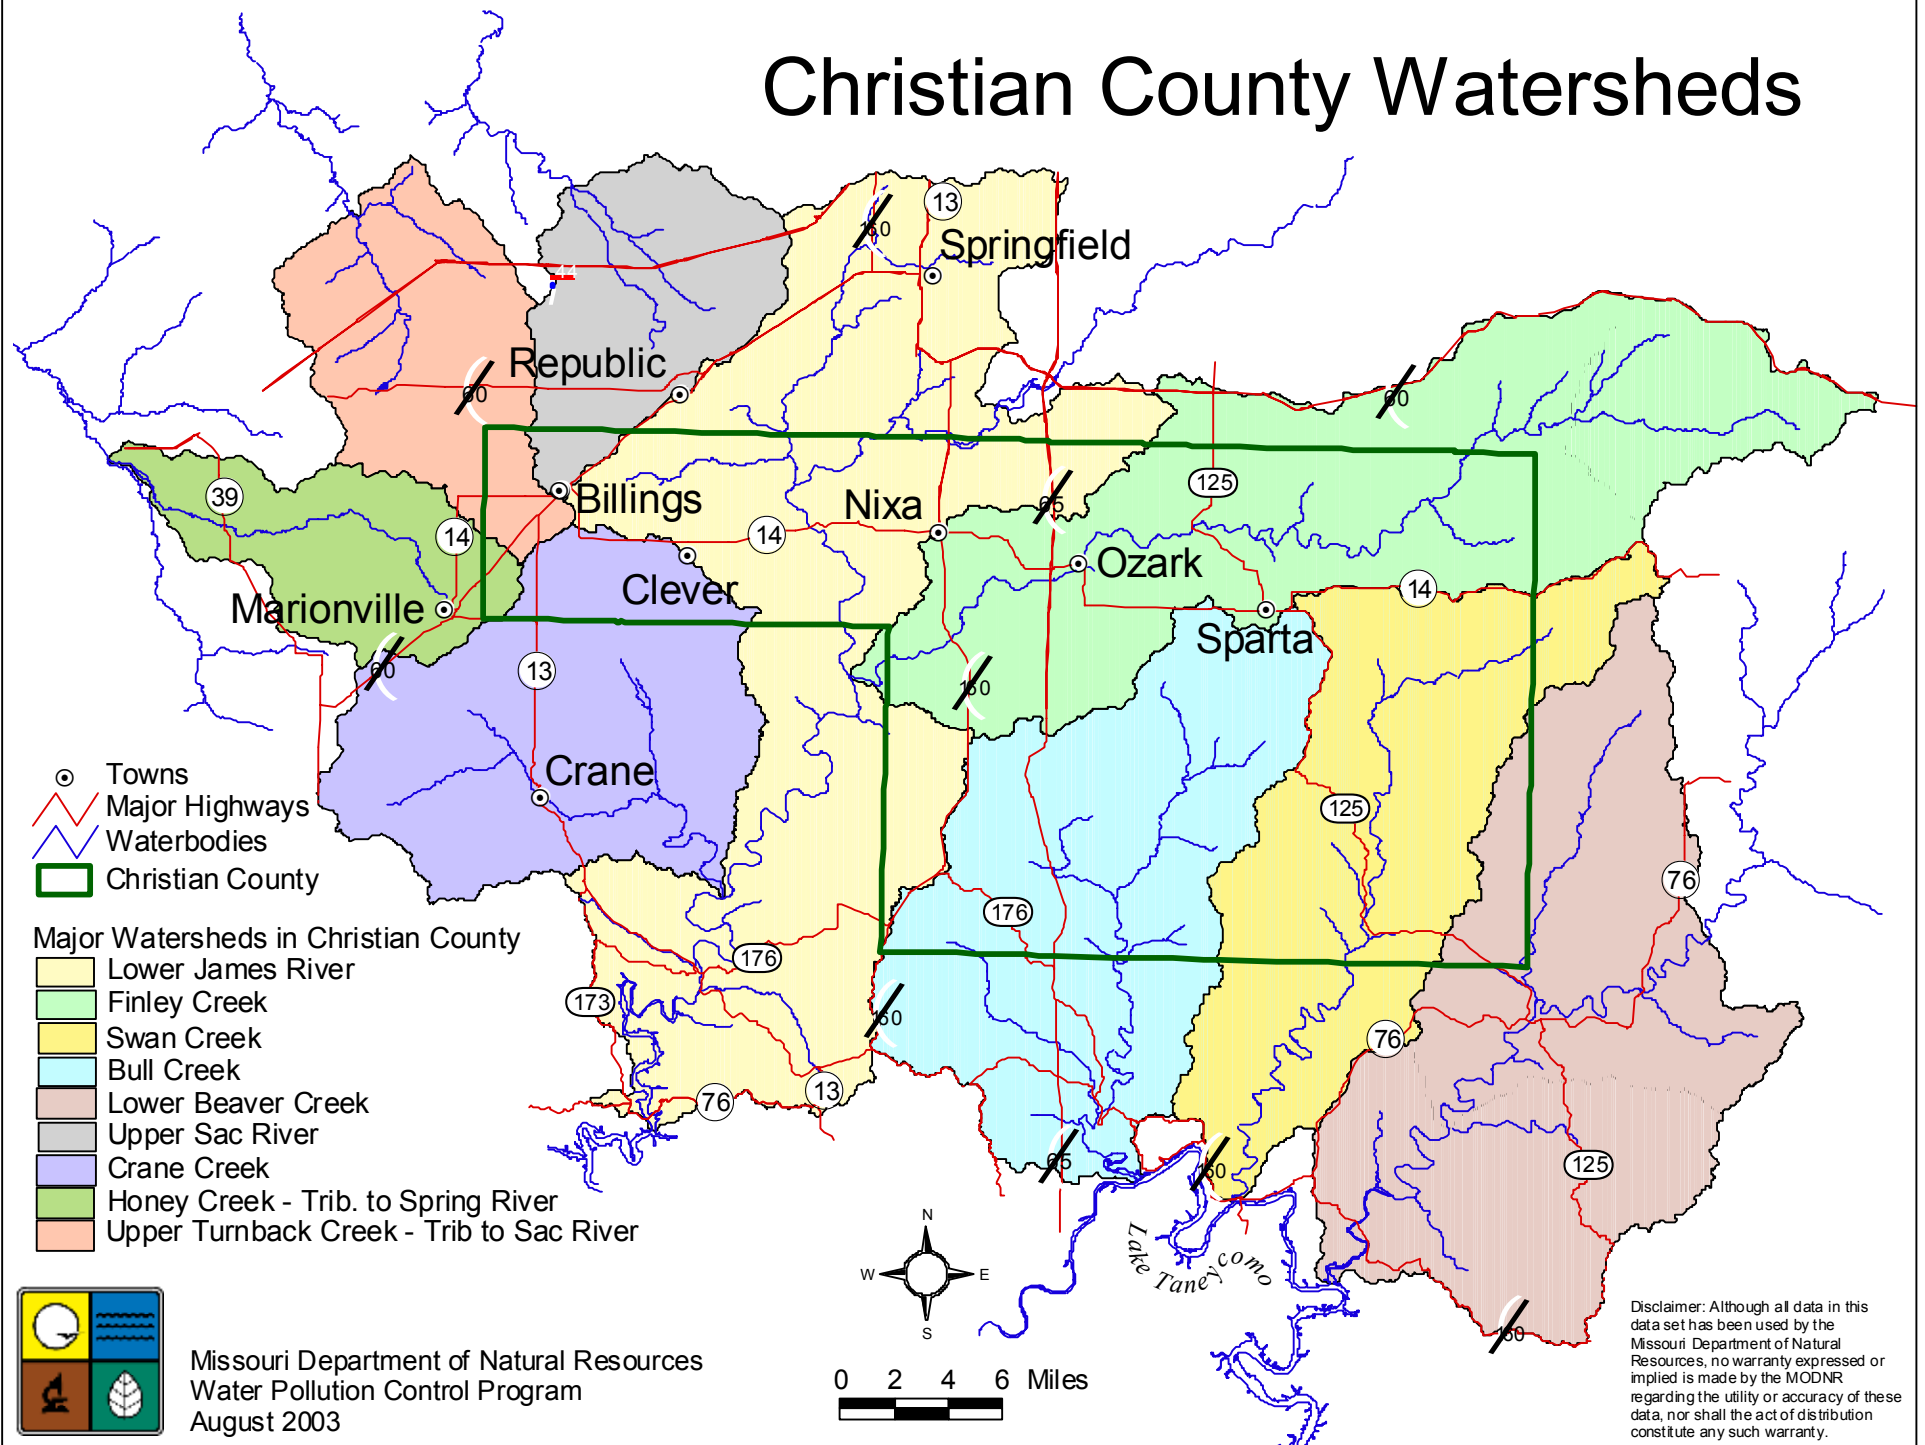 Christian County Watersheds
13
160
Springfield
44
Republic
60
60
39
Billings
Nixa
65
125
14
14
Ozark
Clever
14
Marionville
Sparta
60
13
160
Crane
125
76
Towns
Major Highways
Waterbodies
Christian County
176
Major Watersheds in Christian County
Lower James River
Finley Creek
Swan Creek
Bull Creek
Lower Beaver Creek
Upper Sac River
Crane Creek
Honey Creek - Trib. to Spring River
Upper Turnback Creek - Trib to Sac River
176
173
160
76
76
13
65
160
125
Lake Taneycomo
N
W
E
S
160
0 2 4 6 Miles
Missouri Department of Natural Resources
Water Pollution Control Program
August 2003
Disclaimer: Although all data in this
data set has been used by the
Missouri Department of Natural
Resources, no warranty expressed or
implied is made by the MODNR
regarding the utility or accuracy of these
data, nor shall the act of distribution
constitute any such warranty.